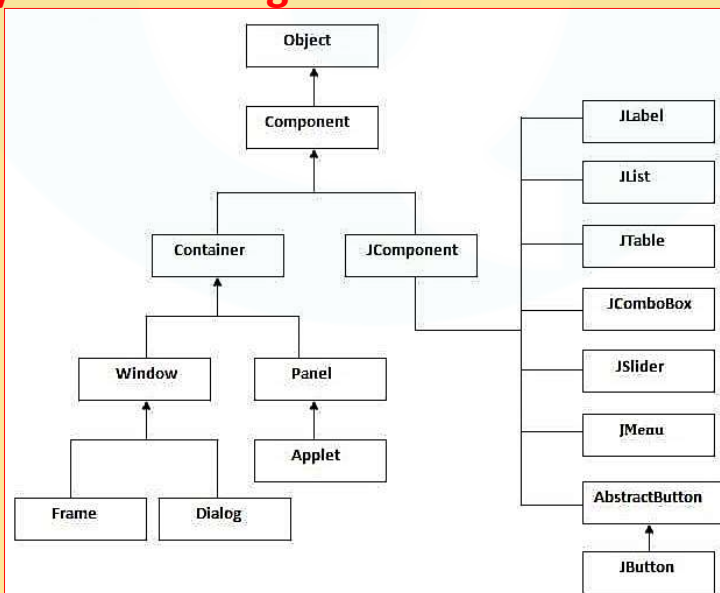 Object
Component
Container
JComponent
Window
Panel
Applet
Frame
Dialog
JLabel
JList
JTable
JComboBox
JSlider
JMenu
AbstractButton
JButton